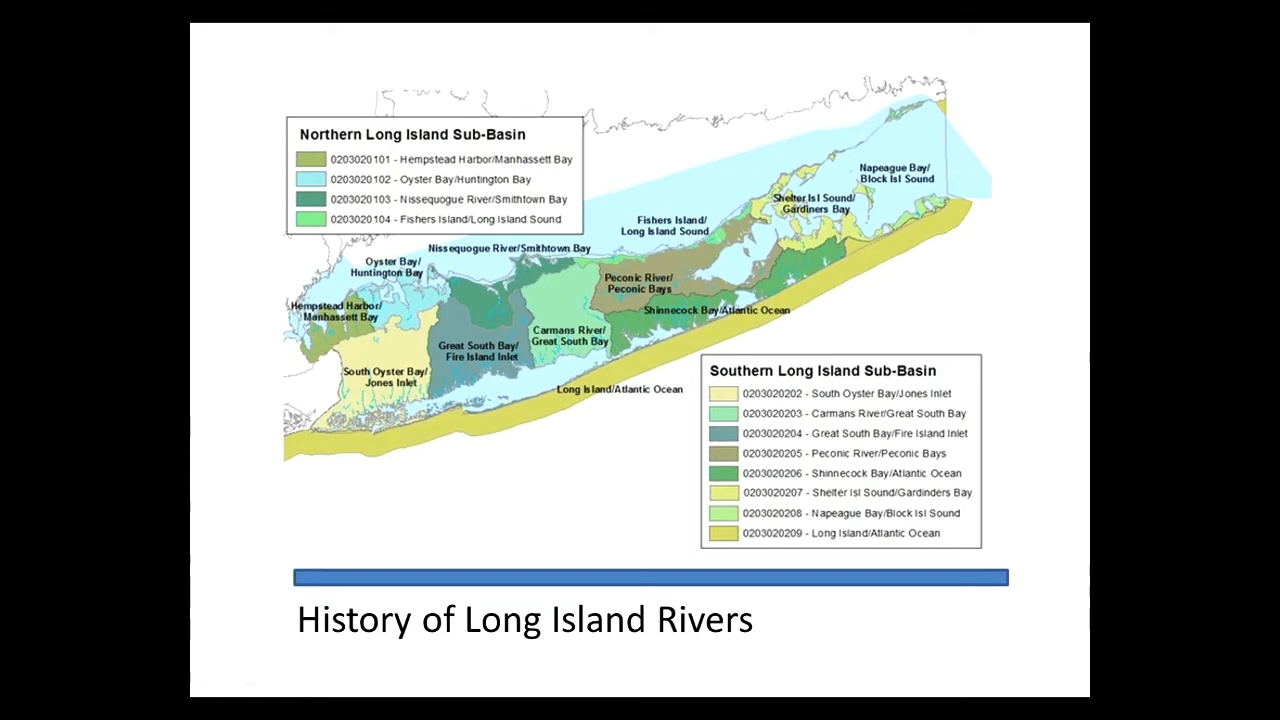 Northern Long Island Sub-Basin
0203020101 - Hempstead Harbor/Manhassett Bay
0203020102 - Oyster Bay/Huntington Bay
0203020103 - Nissequogue River/Smithtown Bay
0203020104 - Fishers Island/Long Island Sound
Napeague Bay/
Block Isl Sound
Shelter Isl Sound/
Gardiners Bay
Fishers Island/
Long Island Sound
Nissequogue River/Smithtown Bay
Oyster Bay/
Huntington Bay
Peconic River/
Peconic Bays
Hempstead Harbor/
Manhassett Bay
Shinnecock Bay/Atlantic Ocean
Carmans River/
Great South Bay
Great South Bay/
Fire Island Inlet
South Oyster Bay/
Jones Inlet
Long Island/Atlantic Ocean
Southern Long Island Sub-Basin
0203020202 - South Oyster Bay/Jones Inlet
0203020203 - Carmans River/Great South Bay
0203020204 - Great South Bay/Fire Island Inlet
0203020205 - Peconic River/Peconic Bays
0203020206 - Shinnecock Bay/Atlantic Ocean
0203020207 - Shelter Isl Sound/Gardinders Bay
0203020208 - Napeague Bay/Block Isl Sound
0203020209 - Long Island/Atlantic Ocean
History of Long Island Rivers